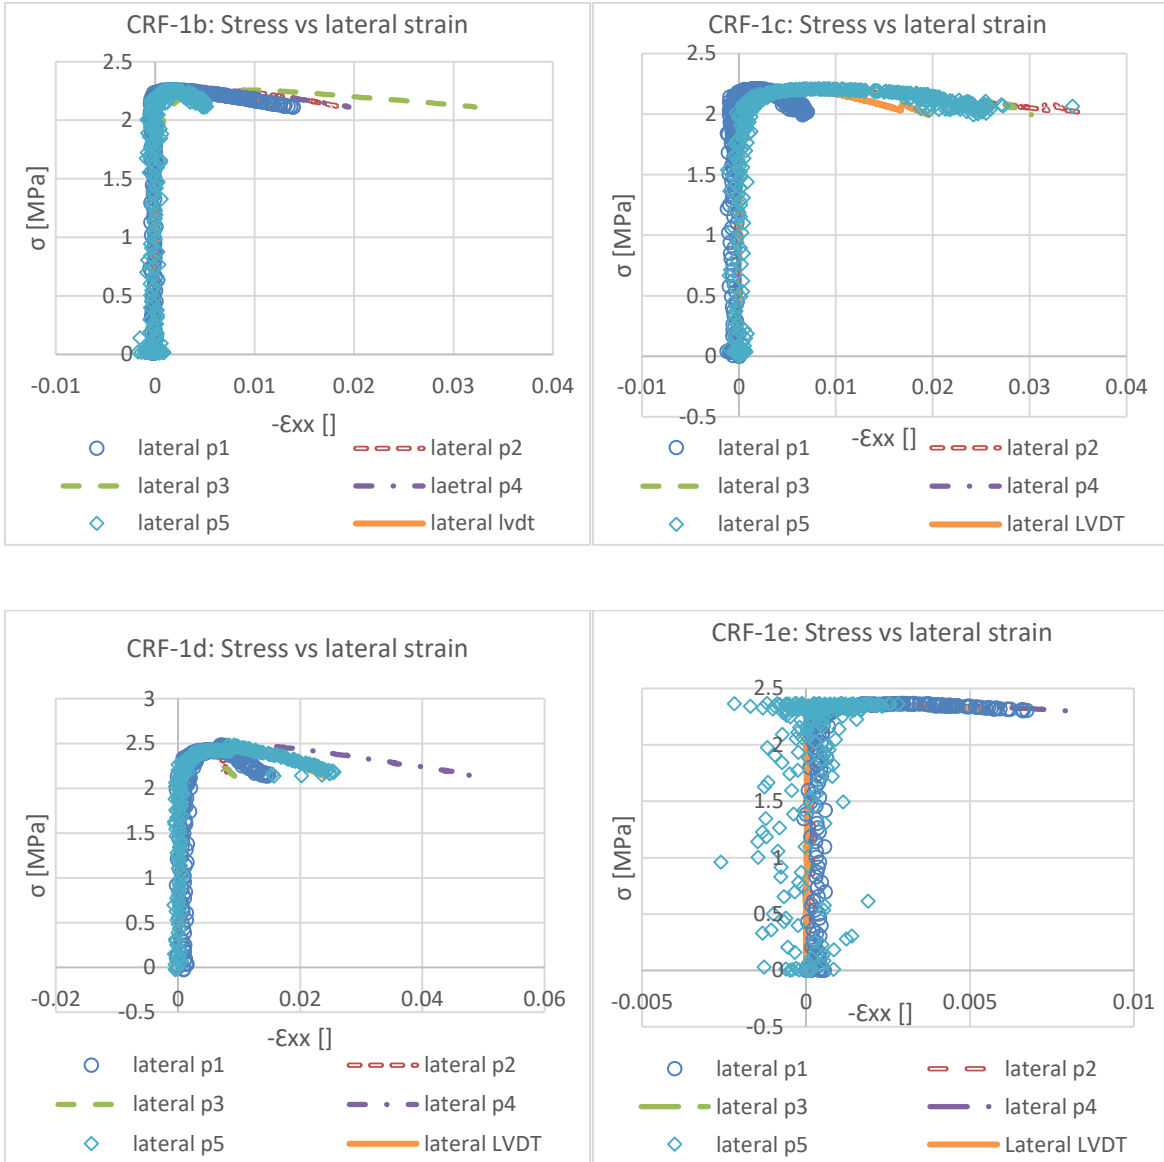 CRF-1b: Stress vs lateral strain
2.5
2
1.5
1
0.5
0
σ [MPa]
-0.01 0 0.01 0.02 0.03 0.04
-Ɛxx []
lateral p1 lateral p2
lateral p3 laetral p4
lateral p5 lateral lvdt
CRF-1c: Stress vs lateral strain
2.5
2
1.5
1
0.5
0
-0.5
σ [MPa]
-0.01 0 0.01 0.02 0.03 0.04
-Ɛxx []
lateral p1 lateral p2
lateral p3 lateral p4
lateral p5 lateral LVDT
CRF-1d: Stress vs lateral strain
3
2.5
2
1.5
1
0.5
0
-0.5
σ [MPa]
-0.02 0 0.02 0.04 0.06
-Ɛxx []
lateral p1 lateral p2
lateral p3 lateral p4
lateral p5 lateral LVDT
CRF-1e: Stress vs lateral strain
2.5
2
1.5
1
0.5
0
-0.5
σ [MPa]
-0.005 0 0.005 0.01
-Ɛxx []
lateral p1 lateral p2
lateral p3 lateral p4
lateral p5 Lateral LVDT